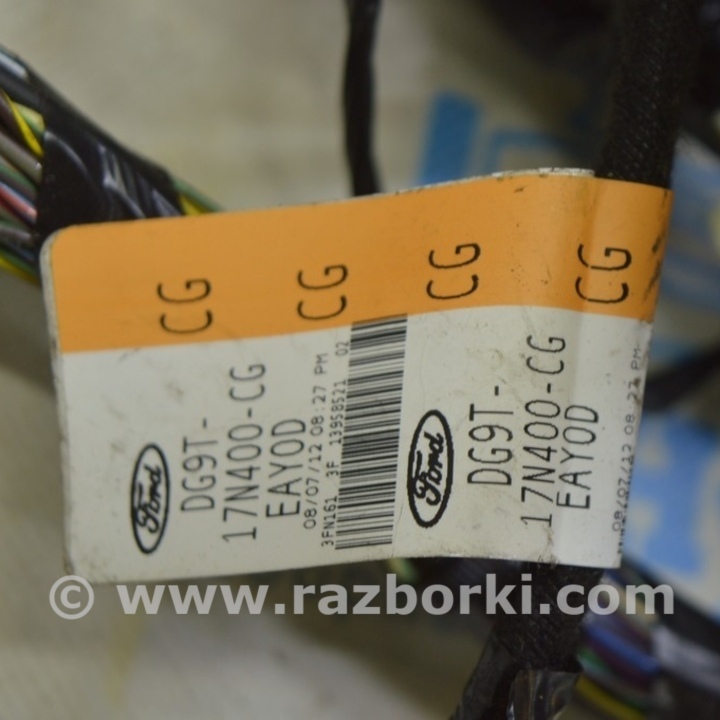 CG CG CG CG
Ford
DG9T-
17N400-CG
EAYOD
08/07/12 08:27 PM
3FN161 3F 13958521 02
Ford
DG9T-
17N400-CG
EAYOD
08/07/12 08:27 PM
© www.razborki.com